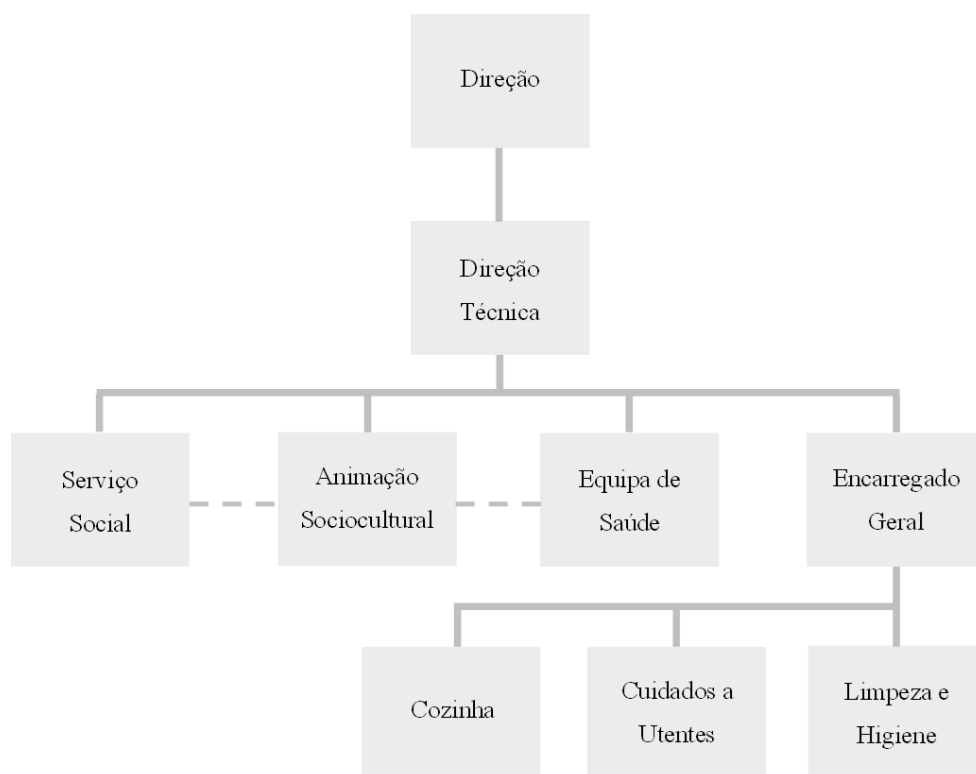 Direção
Direção
Técnica
Serviço
Social
Animação
Sociocultural
Equipa de
Saúde
Encarregado
Geral
Cozinha
Cuidados a
Utentes
Limpeza e
Higiene